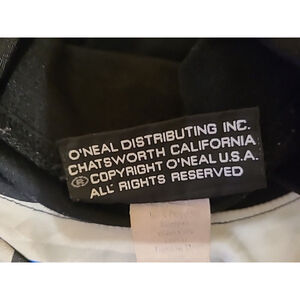 O'NEAL DISTRIBUTING INC.
CHATSWORTH CALIFORNIA
© COPYRIGHT O'NEAL U.S.A.
ALL RIGHTS RESERVED